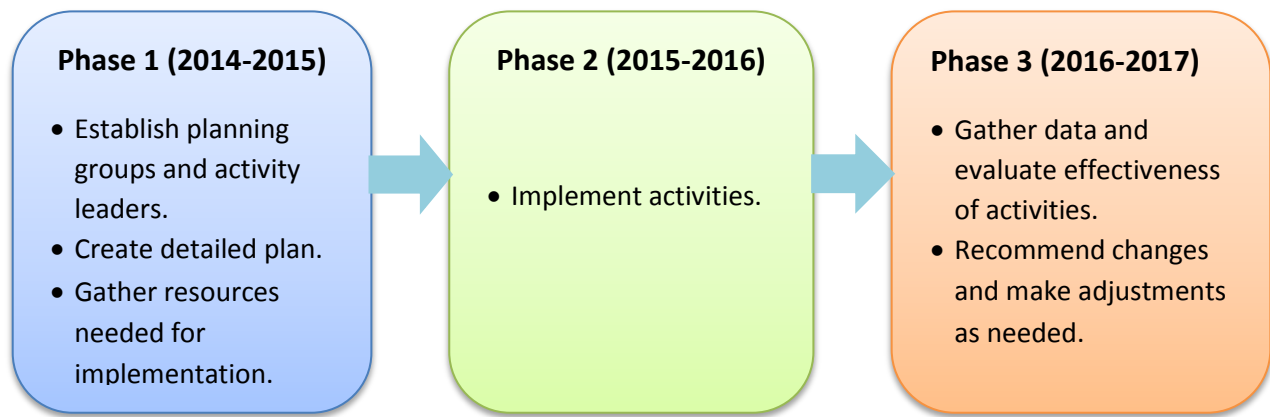 Phase 1 (2014-2015)
• Establish planning
groups and activity
leaders.
• Create detailed plan.
• Gather resources
needed for
implementation.
Phase 2 (2015-2016)
• Implement activities.
Phase 3 (2016-2017)
• Gather data and
evaluate effectiveness
of activities.
• Recommend changes
and make adjustments
as needed.